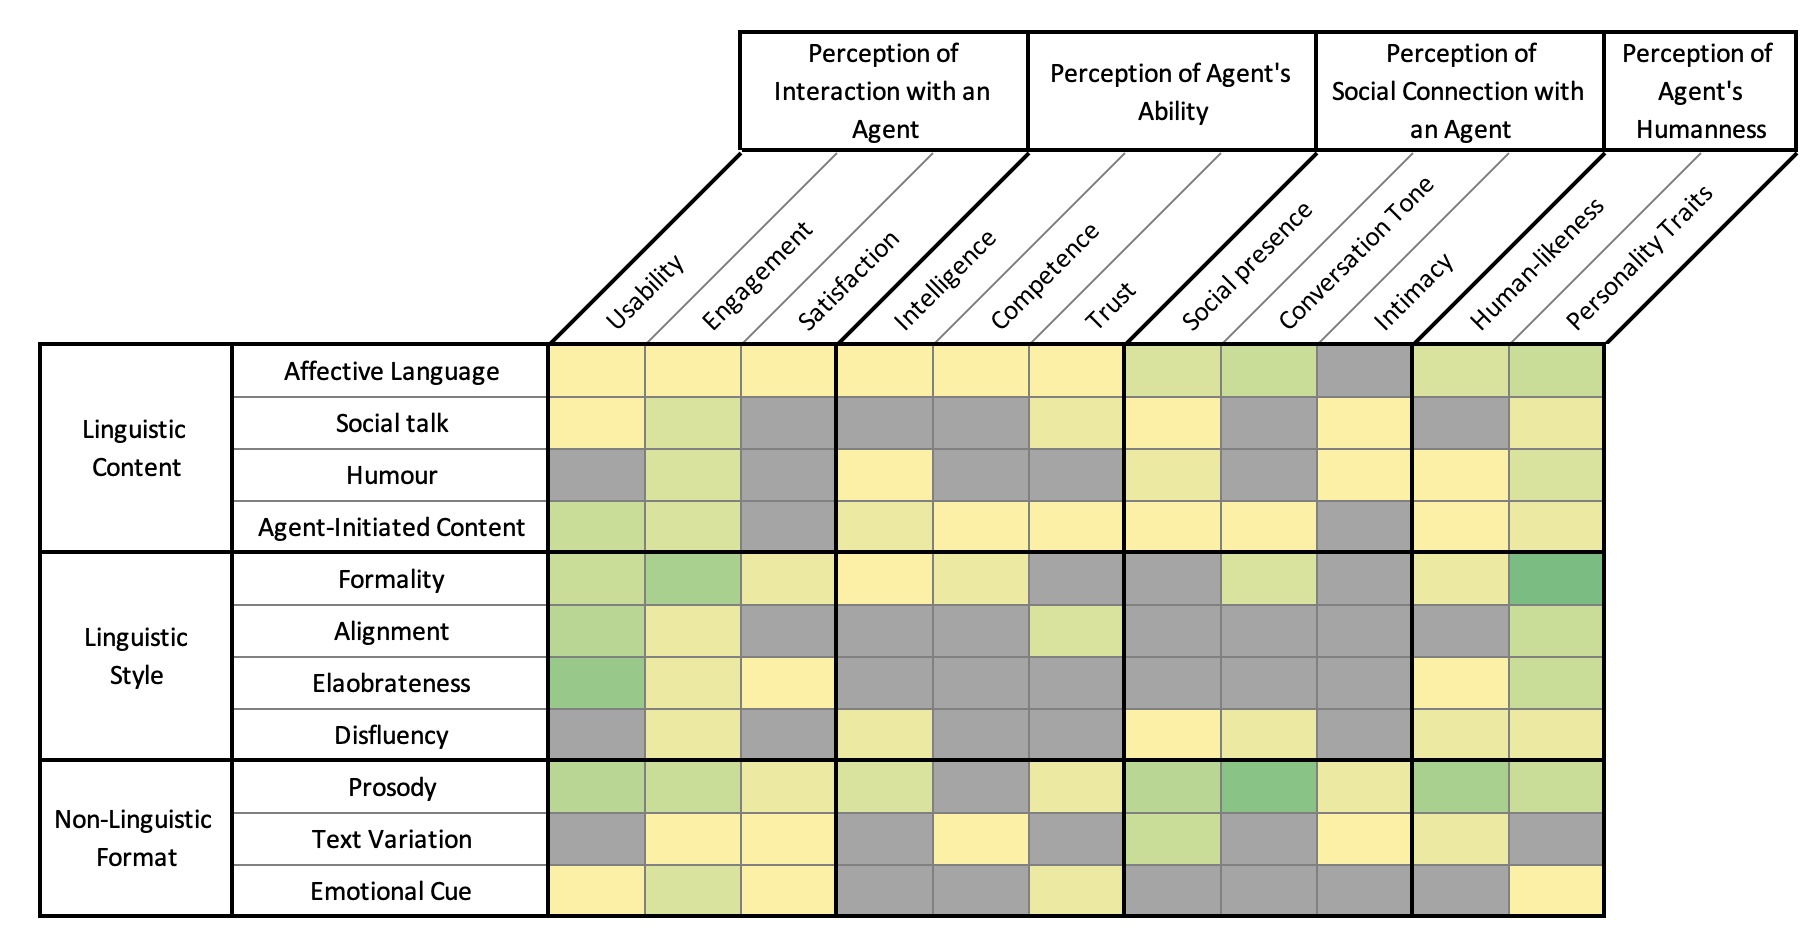 Perception of
Interaction with an
Agent
Perception of Agent's
Ability
Perception of
Social Connection with
an Agent
Perception of
Agent's
Humanness
Usability
Engagement
Satisfaction
Intelligence
Competence
Trust
Social presence
Conversation Tone
Intimacy
Human-likeness
Personality Traits
Linguistic
Content
Affective Language
Social talk
Humour
Agent-Initiated Content
Linguistic
Style
Formality
Alignment
Elaobrateness
Disfluency
Non-Linguistic
Format
Prosody
Text Variation
Emotional Cue